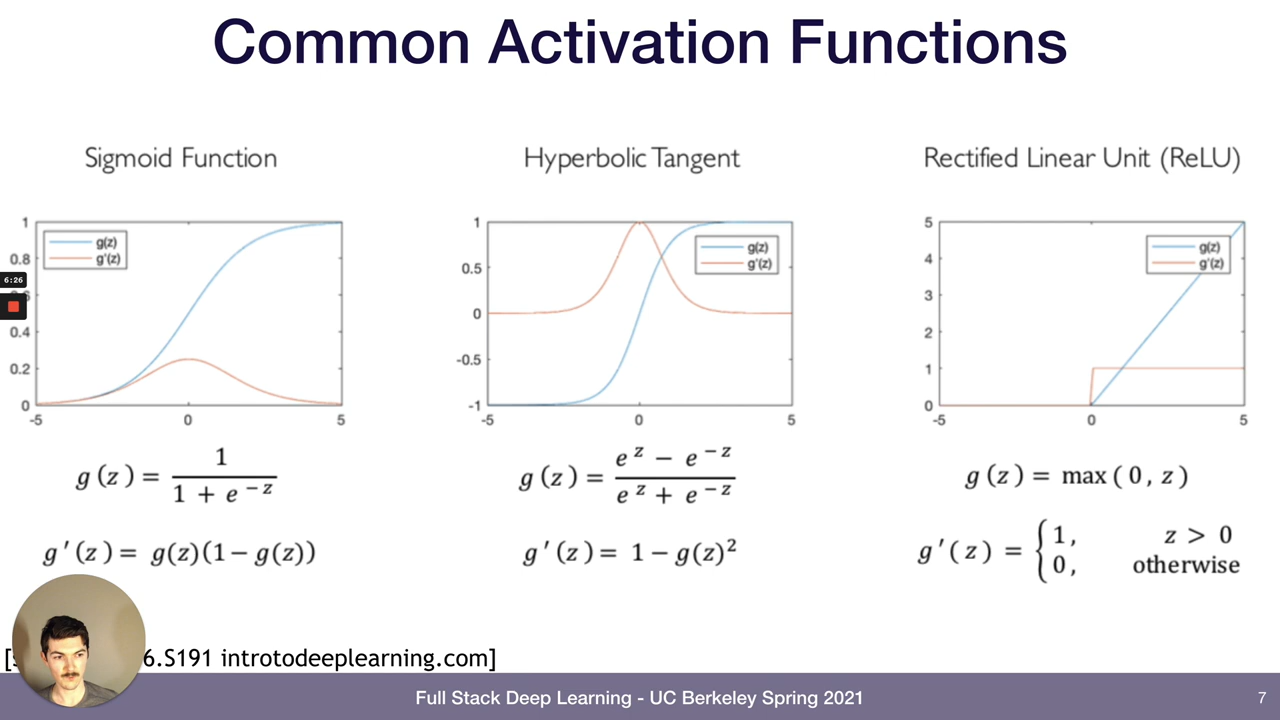 Common Activation Functions
Sigmoid Function
1
0.8
0.4
0.2
0
-5
0
5
g(z)
g'(z)
g(z) = 1 / (1 + e^-z)
g'(z) = g(z)(1 − g(z))
Hyperbolic Tangent
1
0.5
0
-0.5
-1
-5
0
5
g(z)
g'(z)
g(z) = (e^z − e^-z) / (e^z + e^-z)
g'(z) = 1 − g(z)²
Rectified Linear Unit (ReLU)
5
4
3
2
1
0
-5
0
5
g(z)
g'(z)
g(z) = max(0, z)
g'(z) = { 1, z > 0
0, otherwise
6:26
6.S191 introtodeeplearning.com]
Full Stack Deep Learning - UC Berkeley Spring 2021
7